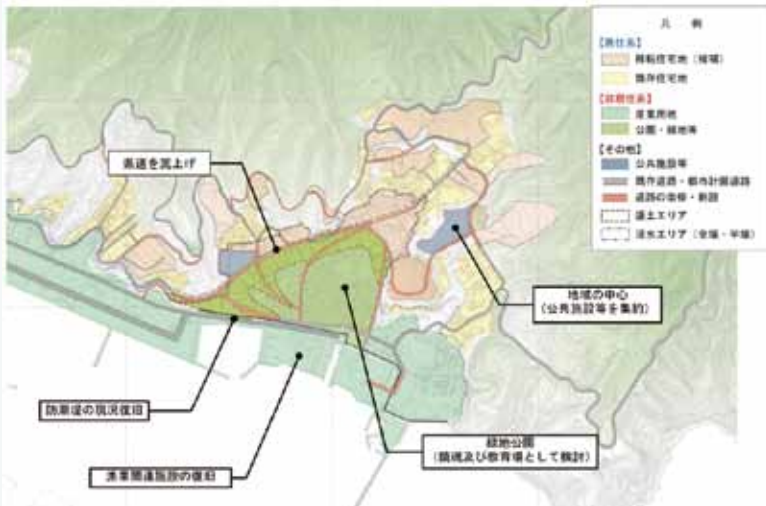 凡 例
【居住系】
移転住宅地（候補）
既存住宅地
【非居住系】
産業用地
公園・緑地等
【その他】
公共施設等
既存道路・都市計画道路
道路の改修・新設
盛土エリア
浸水エリア（全壊・半壊）
県道を嵩上げ
地域の中心
（公共施設等を集約）
防潮堤の現況復旧
緑地公園
（鎮魂及び教育場として検討）
漁業関連施設の復旧